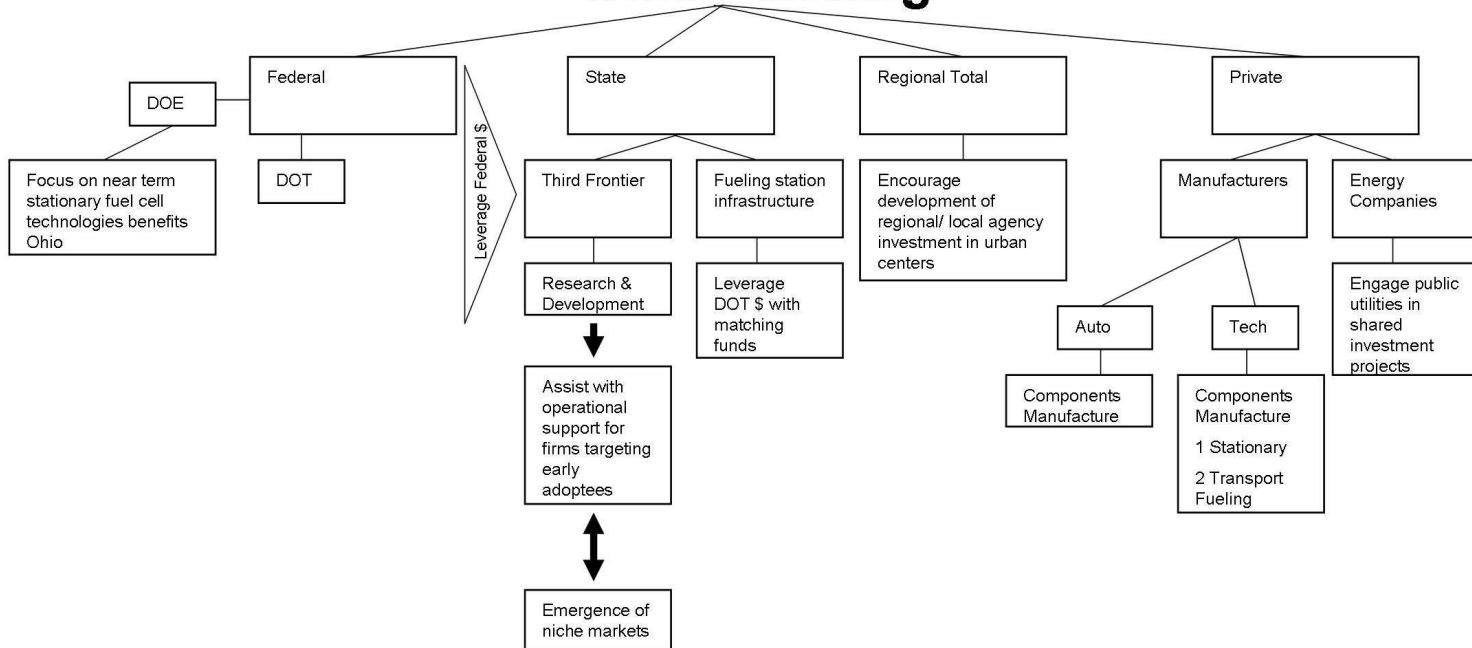 Federal
State
Regional Total
Private
DOE
Leverage Federal $
Focus on near term
stationary fuel cell
technologies benefits
Ohio
DOT
Third Frontier
Fueling station
infrastructure
Encourage
development of
regional/ local agency
investment in urban
centers
Manufacturers
Energy
Companies
Research &
Development
Leverage
DOT $ with
matching
funds
Engage public
utilities in
shared
investment
projects
Auto
Tech
Assist with
operational
support for
firms targeting
early
adoptees
Components
Manufacture
Components
Manufacture
1 Stationary
2 Transport
Fueling
Emergence of
niche markets